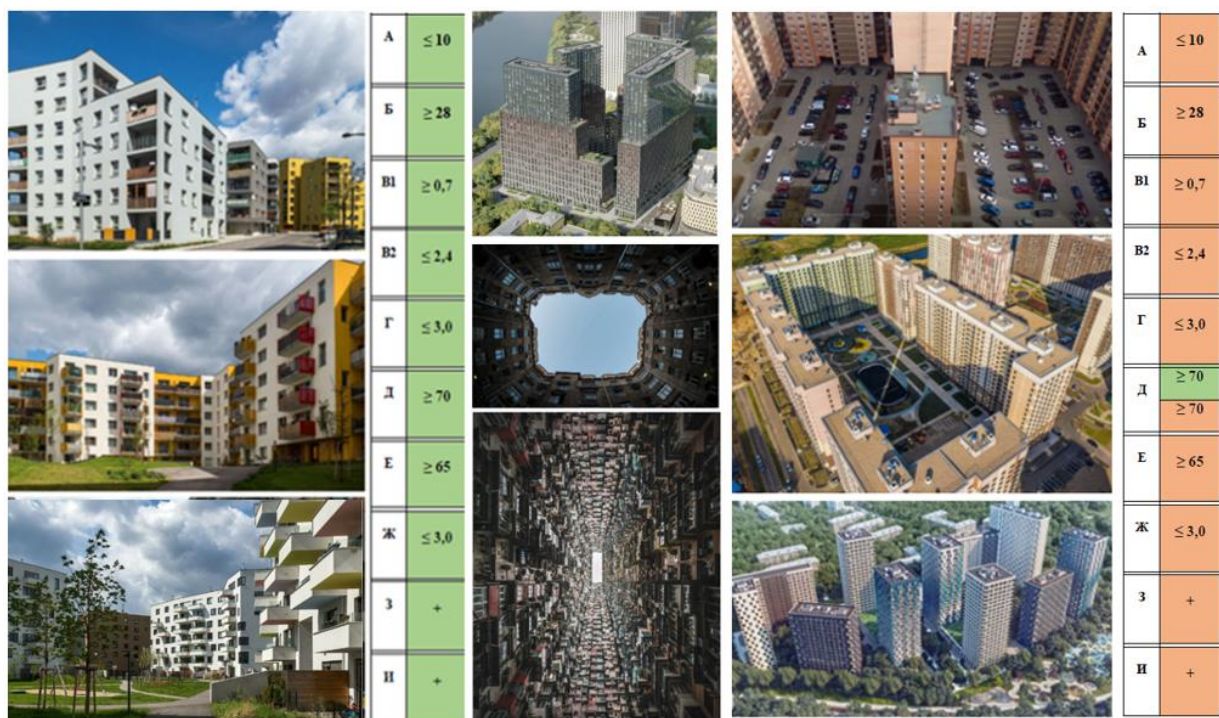 А ≤ 10
Б ≥ 28
В1 ≥ 0,7
В2 ≤ 2,4
Г ≤ 3,0
Д ≥ 70
Е ≥ 65
Ж ≤ 3,0
З +
И +
А ≤ 10
Б ≥ 28
В1 ≥ 0,7
В2 ≤ 2,4
Г ≤ 3,0
Д ≥ 70
≥ 70
Е ≥ 65
Ж ≤ 3,0
З +
И +